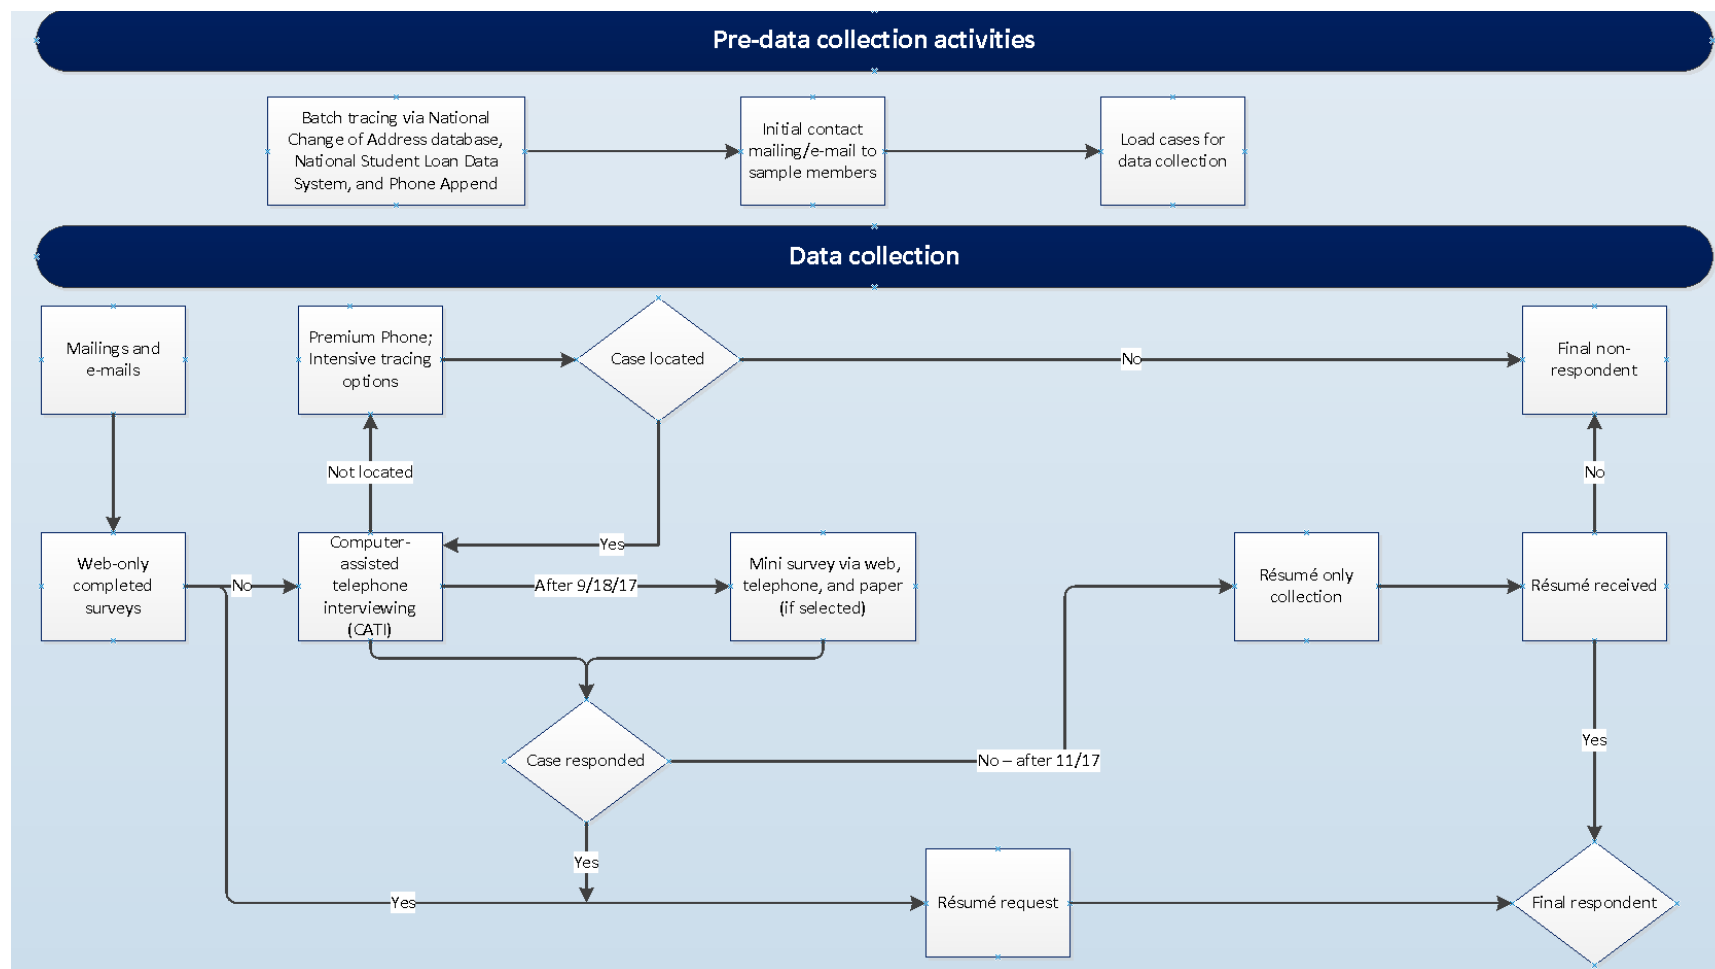 Pre-data collection activities
Batch tracing via National
Change of Address database,
National Student Loan Data
System, and Phone Append
Initial contact
mailing/e-mail to
sample members
Load cases for
data collection
Data collection
Mailings and
e-mails
Premium Phone;
Intensive tracing
options
Case located
No
Final non-
respondent
Not located
No
Yes
Web-only
completed
surveys
No
Computer-
assisted
telephone
interviewing
(CATI)
After 9/18/17
Mini survey via web,
telephone, and paper
(if selected)
Résumé only
collection
Résumé received
Case responded
No – after 11/17
Yes
Yes
Yes
Résumé request
Final respondent